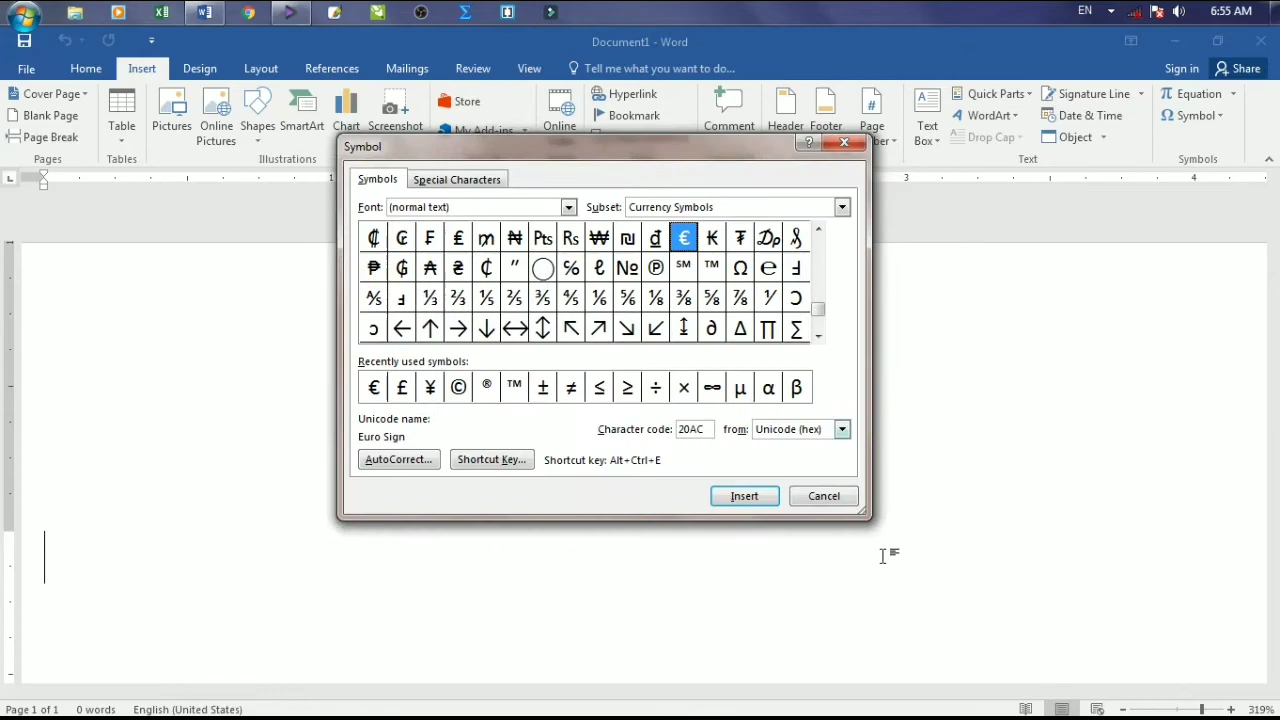 EN 6:55 AM
Document1 - Word
File Home Insert Design Layout References Mailings Review View Tell me what you want to do... Sign in Share
Cover Page
Blank Page
Page Break
Pages
Table
Tables
Pictures
Online Pictures
Shapes
SmartArt
Chart
Screenshot
Illustrations
Store
My Add-ins
Online
Hyperlink
Bookmark
Comment
Header
Footer
Page
Text Box
Quick Parts
WordArt
Drop Cap
Signature Line
Date & Time
Object
Text
Equation
Symbol
Symbols
1 3 4
Symbol
Symbols Special Characters
Font: (normal text) Subset: Currency Symbols
₡ ₢ ₣ ₤ ₥ ₦ ₧ ₨ ₩ ₪ ₫ € ₭ ₮ ₯ ₰
₱ ₲ ₳ ₴ ₵ ″ ◯ ℅ ℓ № ℗ ℠ ™ Ω ℮ Ⅎ
⅍ ⅎ ⅓ ⅔ ⅕ ⅖ ⅗ ⅘ ⅙ ⅚ ⅛ ⅜ ⅝ ⅞ ⅟ Ↄ
ↄ ← ↑ → ↓ ↔ ↕ ↖ ↗ ↘ ↙ ↨ ∂ ∆ ∏ ∑
Recently used symbols:
€ £ ¥ © ® ™ ± ≠ ≤ ≥ ÷ × ∞ µ α β
Unicode name:
Euro Sign
Character code: 20AC from: Unicode (hex)
AutoCorrect... Shortcut Key... Shortcut key: Alt+Ctrl+E
Insert Cancel
Page 1 of 1 0 words English (United States) 319%